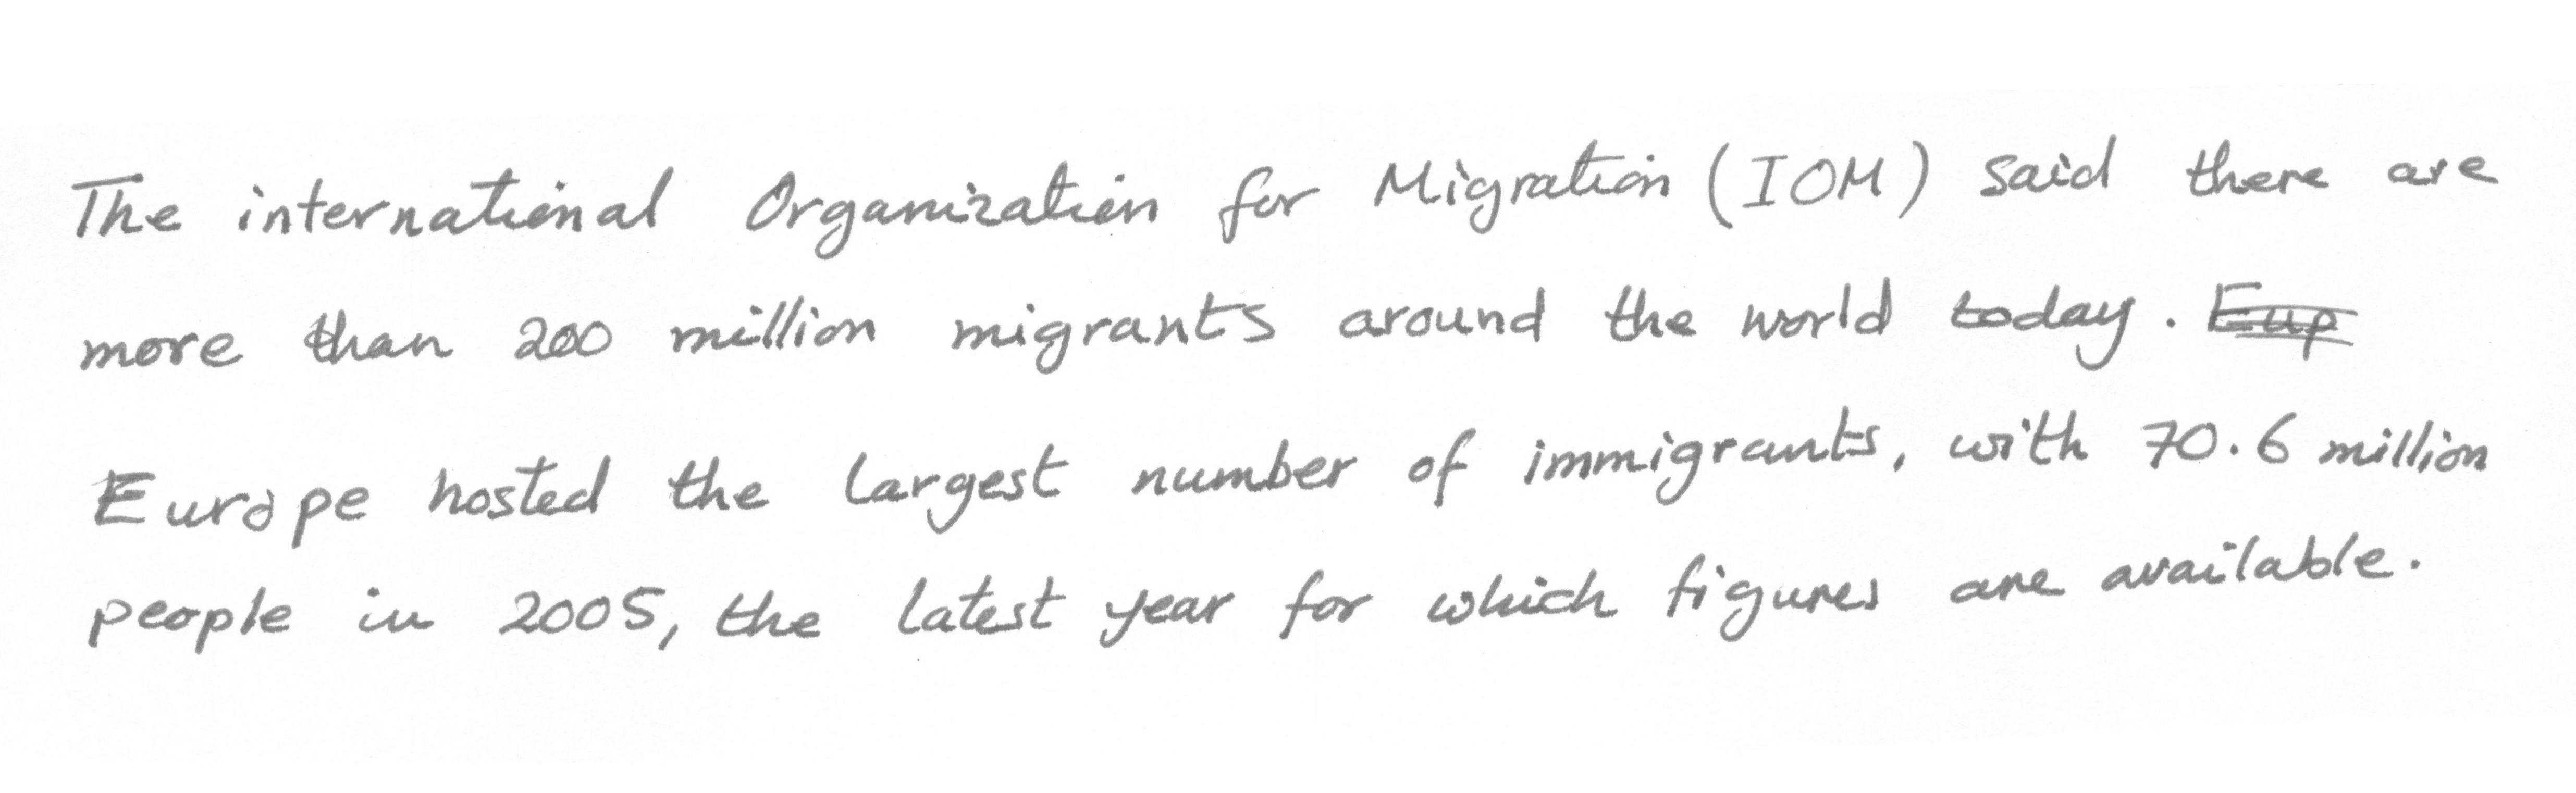 The international Organization for Migration (IOM) said there are
more than 200 million migrants around the world today. Eup
Europe hosted the largest number of immigrants, with 70.6 million
people in 2005, the latest year for which figures are available.